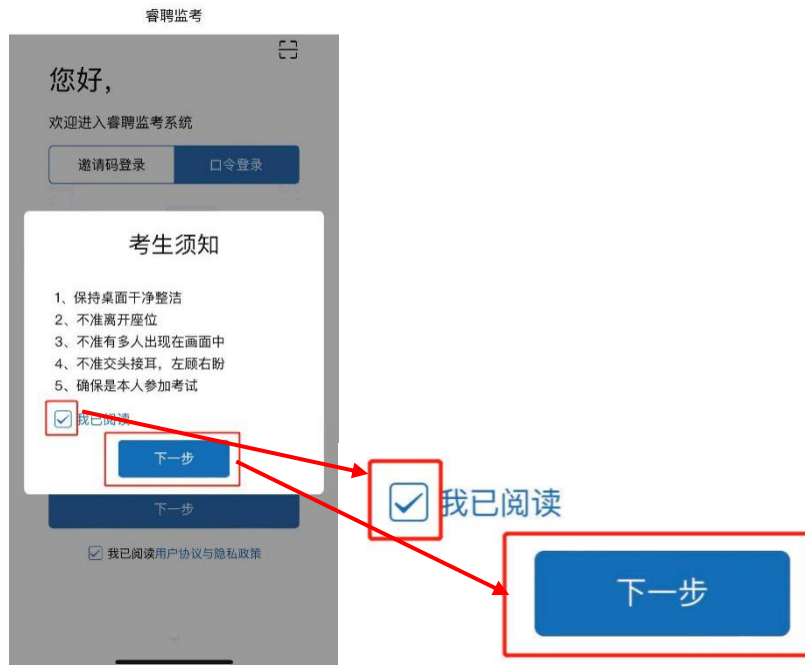 睿聘监考
您好，
欢迎进入睿聘监考系统
邀请码登录
口令登录
考生须知
1、保持桌面干净整洁
2、不准离开座位
3、不准有多人出现在画面中
4、不准交头接耳，左顾右盼
5、确保是本人参加考试
我已阅读
下一步
下一步
我已阅读用户协议与隐私政策
我已阅读
下一步